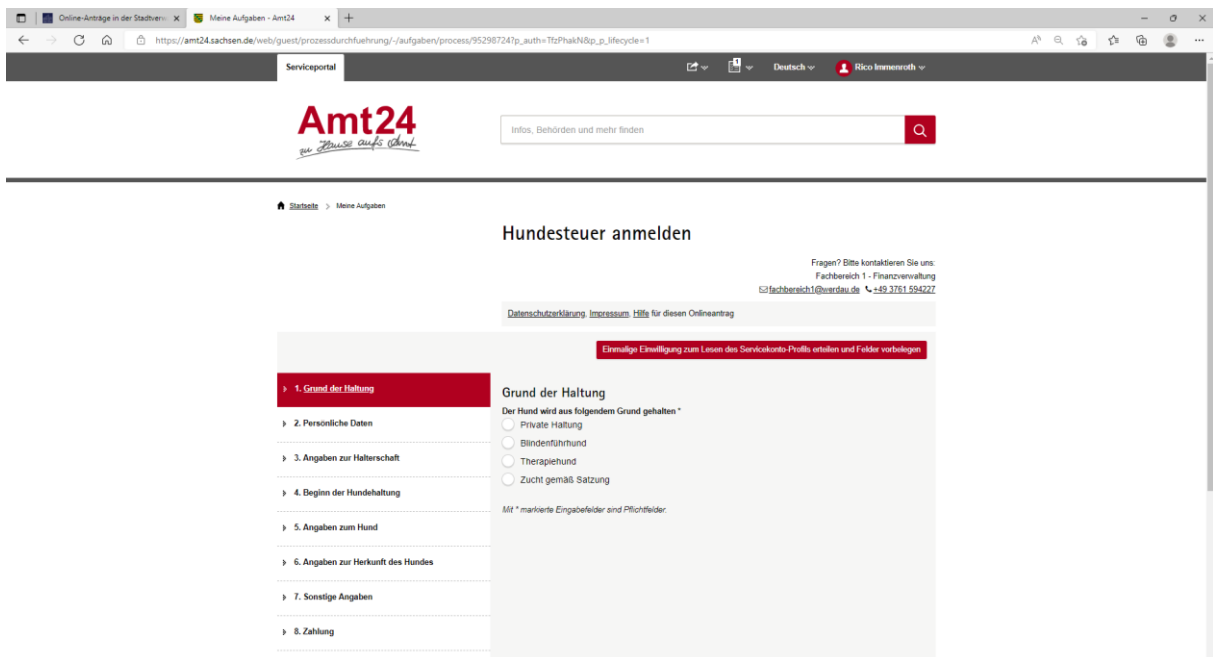 Online-Anträge in der Stadtverw
Meine Aufgaben - Amt24
https://amt24.sachsen.de/web/guest/prozessdurchfuehrung/-/aufgaben/process/95298724?p_auth=TfzPhakN&p_p_lifecycle=1
Serviceportal
1
Deutsch
Rico Immenroth
Amt24
zu Hause aufs Amt
Infos, Behörden und mehr finden
Startseite > Meine Aufgaben
Hundesteuer anmelden
Fragen? Bitte kontaktieren Sie uns:
Fachbereich 1 - Finanzverwaltung
fachbereich1@werdau.de +49 3761 594227
Datenschutzerklärung, Impressum, Hilfe für diesen Onlineantrag
Einmalige Einwilligung zum Lesen des Servicekonto-Profils erteilen und Felder vorbelegen
1. Grund der Haltung
2. Persönliche Daten
3. Angaben zur Halterschaft
4. Beginn der Hundehaltung
5. Angaben zum Hund
6. Angaben zur Herkunft des Hundes
7. Sonstige Angaben
8. Zahlung
Grund der Haltung
Der Hund wird aus folgendem Grund gehalten *
Private Haltung
Blindenführhund
Therapiehund
Zucht gemäß Satzung
Mit * markierte Eingabefelder sind Pflichtfelder.